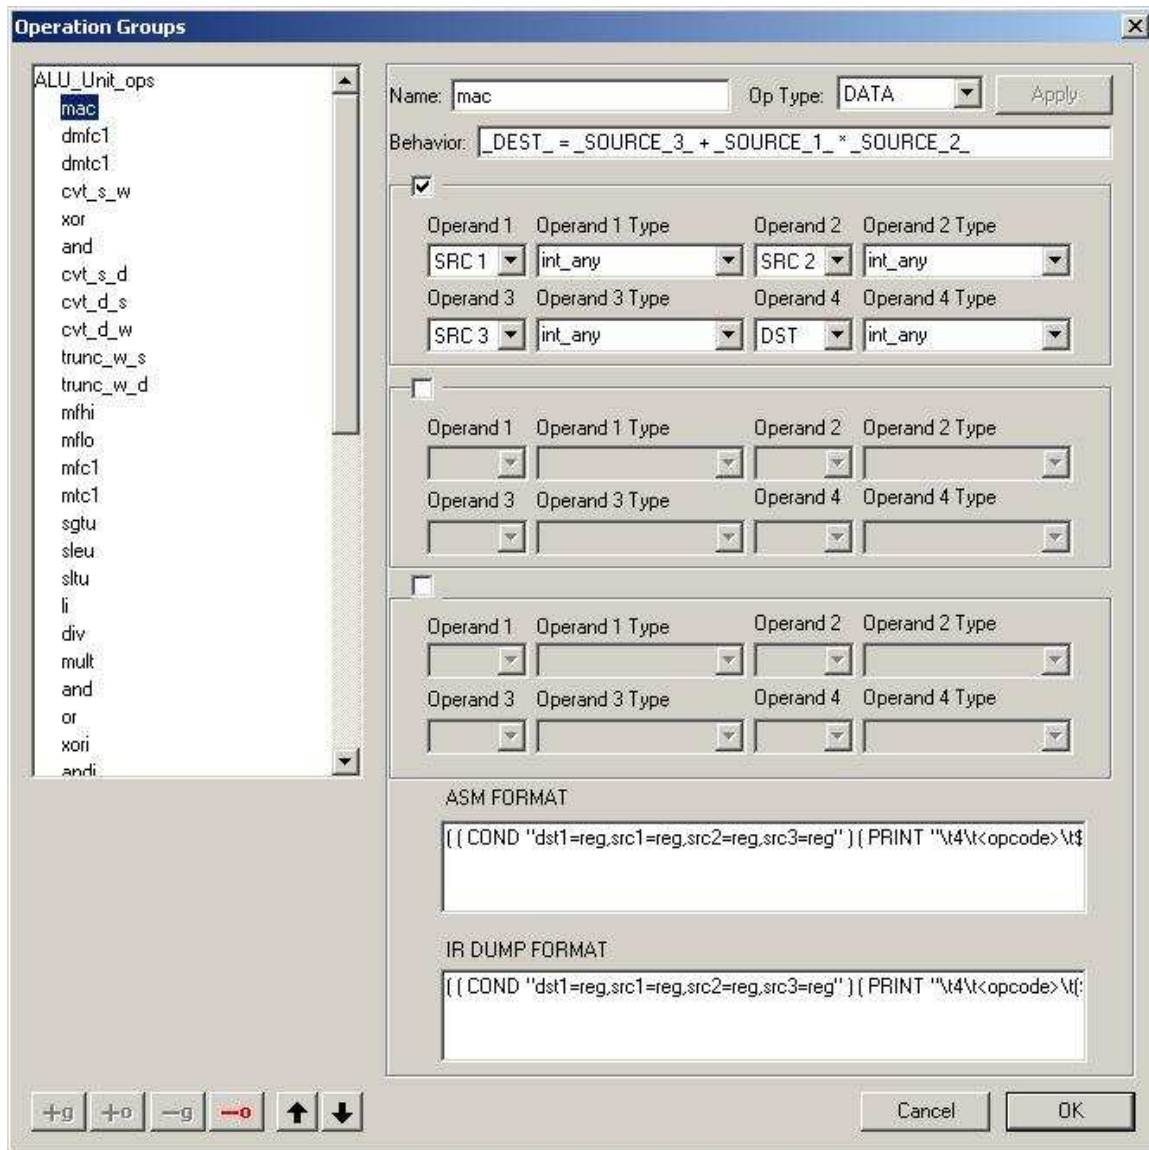 Operation Groups
ALU_Unit_ops
mac
dmfc1
dmtc1
cvt_s_w
xor
and
cvt_s_d
cvt_d_s
cvt_d_w
trunc_w_s
trunc_w_d
mfhi
mflo
mfc1
mtc1
sgtu
sleu
sltu
li
div
mult
and
or
xori
andi
Name: mac Op Type: DATA Apply
Behavior: _DEST_ = _SOURCE_3_ + _SOURCE_1_ * _SOURCE_2_
Operand 1 Operand 1 Type Operand 2 Operand 2 Type
SRC 1 int_any SRC 2 int_any
Operand 3 Operand 3 Type Operand 4 Operand 4 Type
SRC 3 int_any DST int_any
Operand 1 Operand 1 Type Operand 2 Operand 2 Type
Operand 3 Operand 3 Type Operand 4 Operand 4 Type
Operand 1 Operand 1 Type Operand 2 Operand 2 Type
Operand 3 Operand 3 Type Operand 4 Operand 4 Type
ASM FORMAT
( ( COND "dst1=reg,src1=reg,src2=reg,src3=reg" ) ( PRINT "\t4\t<opcode>\t$
IR DUMP FORMAT
( ( COND "dst1=reg,src1=reg,src2=reg,src3=reg" ) ( PRINT "\t4\t<opcode>\t(
+g +o −g −o Cancel OK